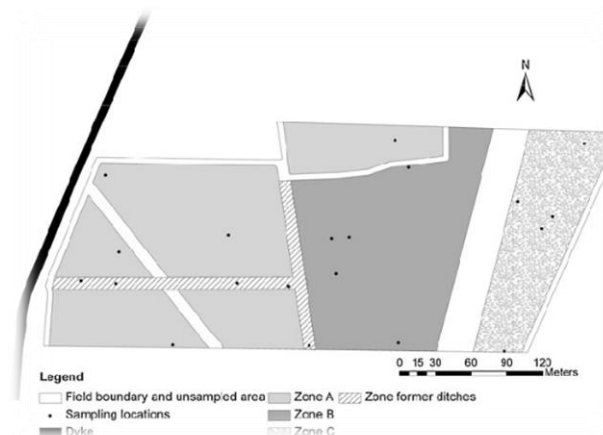 N
0 15 30 60 90 120
Meters
Legend
Field boundary and unsampled area Zone A Zone former ditches
Sampling locations Zone B
Dyke Zone C